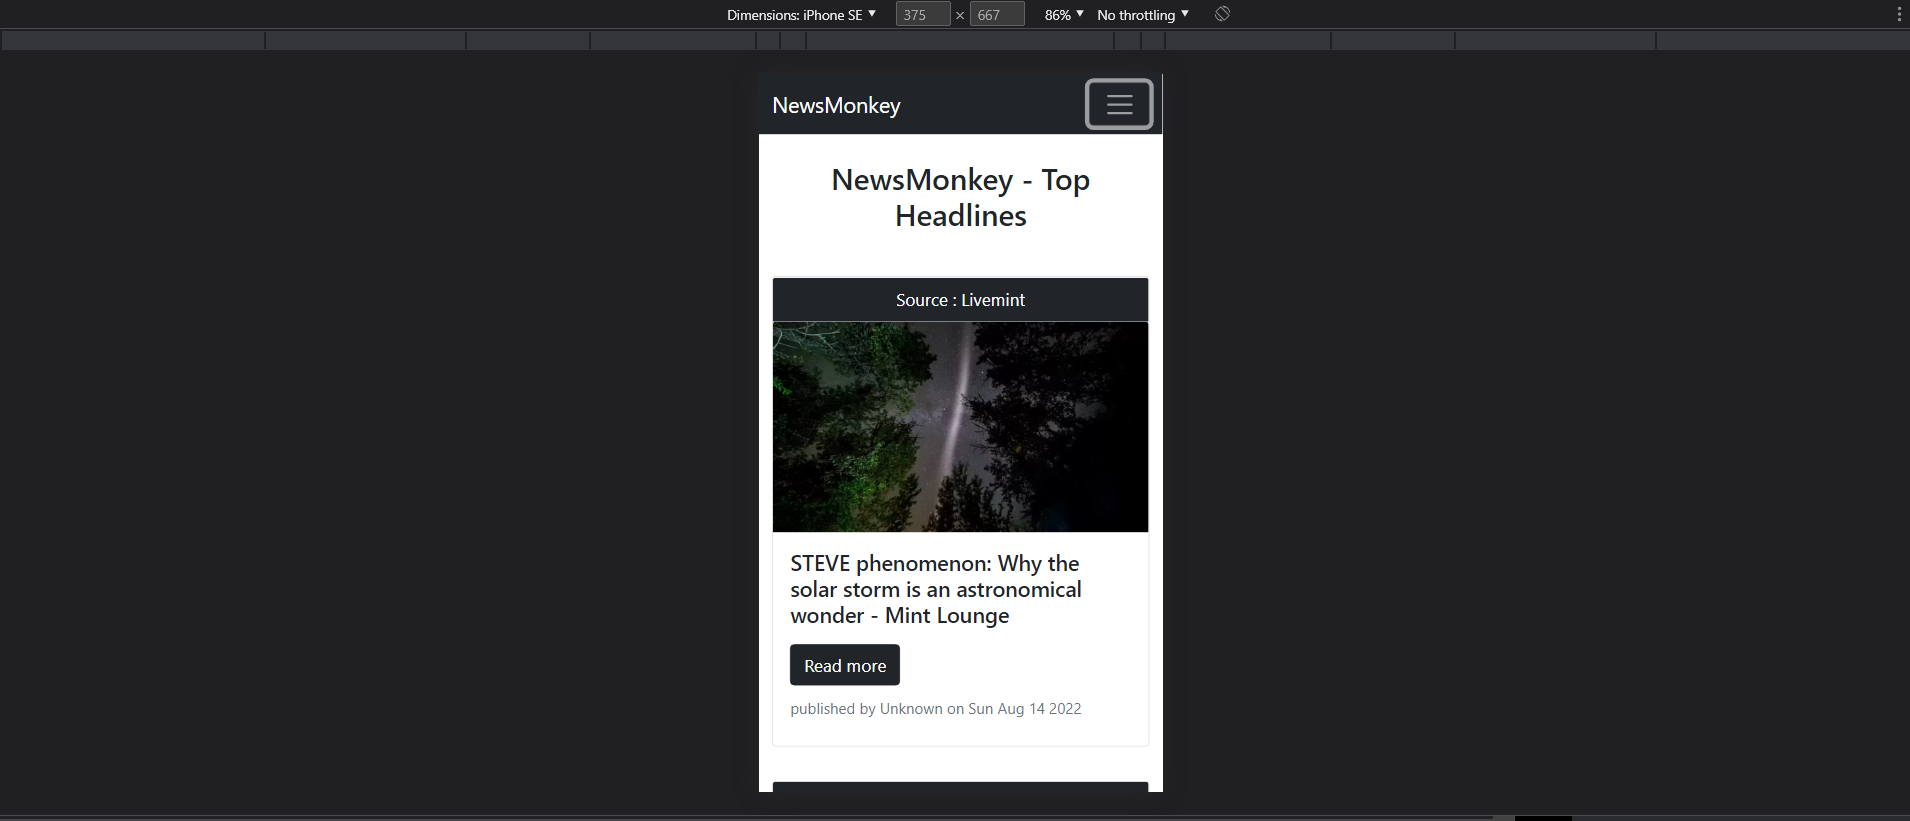 Dimensions: iPhone SE ▼ 375 × 667 86% ▼ No throttling ▼
NewsMonkey
NewsMonkey - Top
Headlines
Source : Livemint
STEVE phenomenon: Why the
solar storm is an astronomical
wonder - Mint Lounge
Read more
published by Unknown on Sun Aug 14 2022